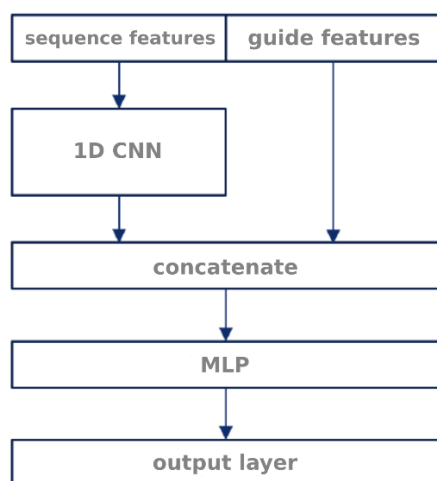 sequence features
guide features
1D CNN
concatenate
MLP
output layer